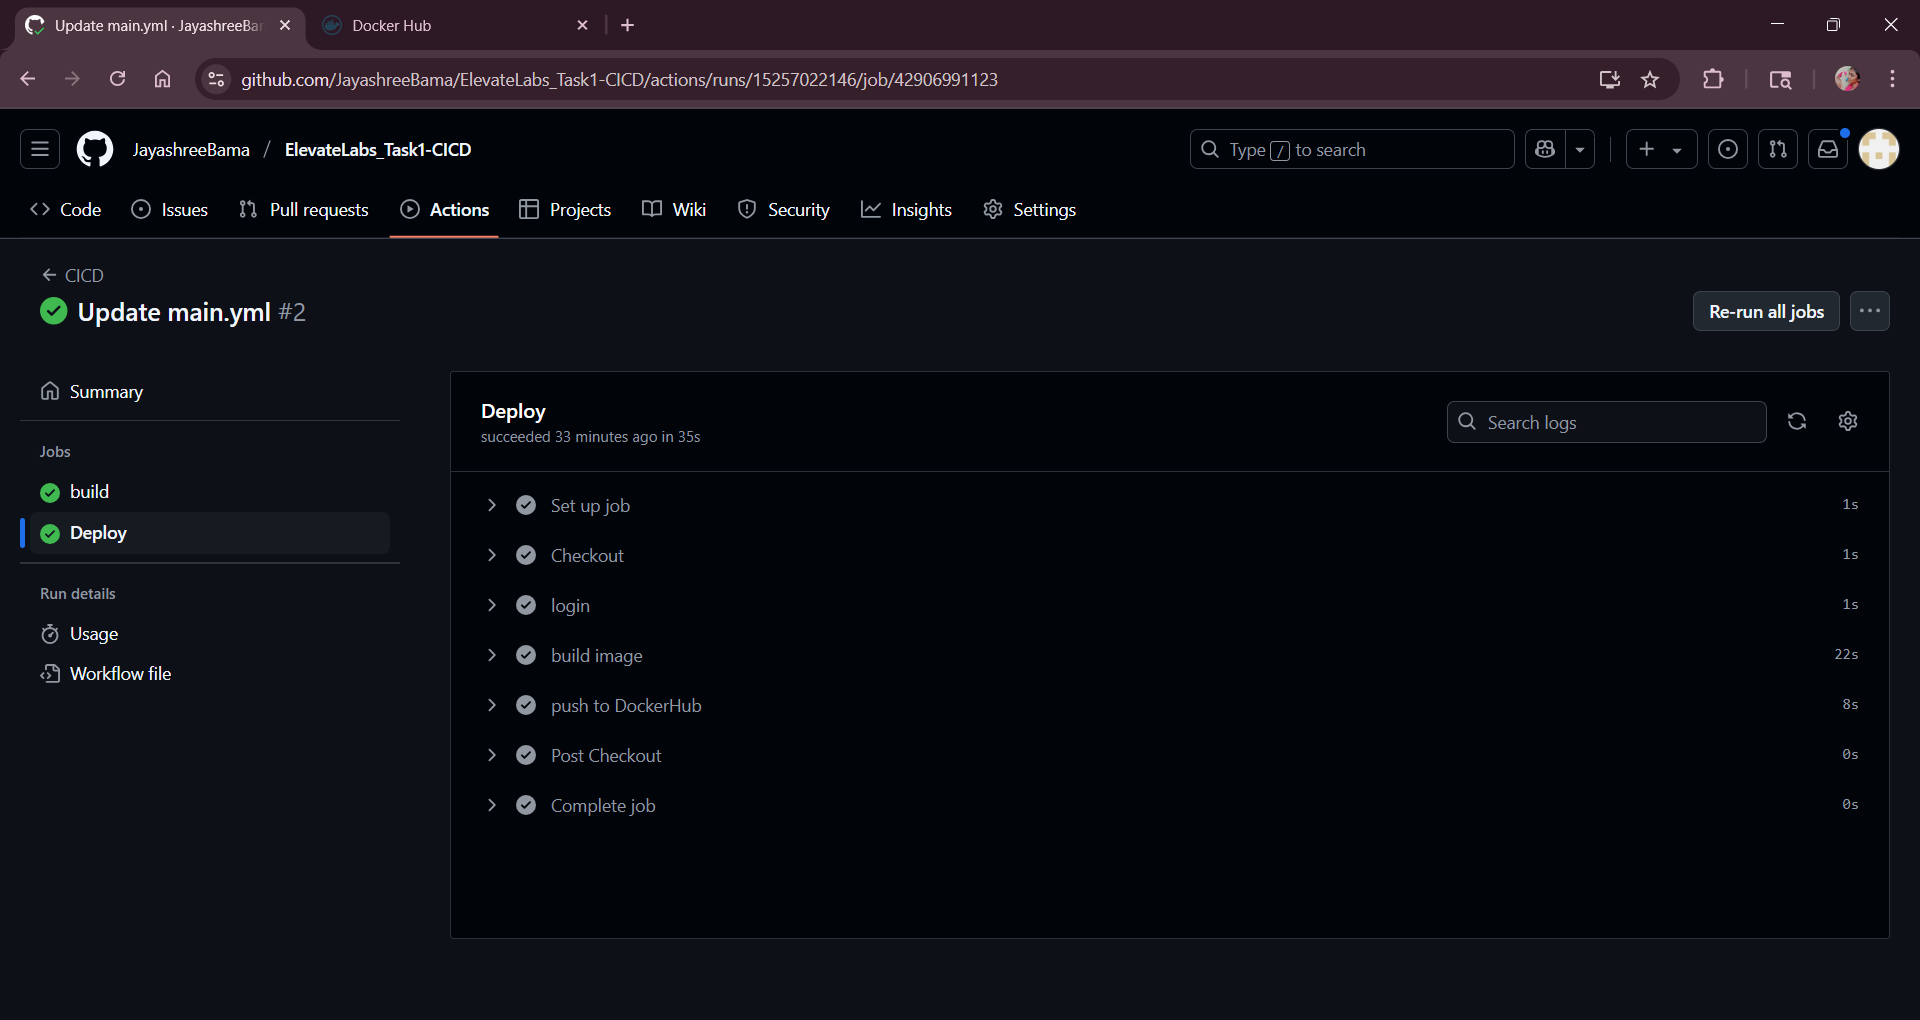 Update main.yml · JayashreeBa
Docker Hub
github.com/JayashreeBama/ElevateLabs_Task1-CICD/actions/runs/15257022146/job/42906991123
JayashreeBama / ElevateLabs_Task1-CICD
Type / to search
Code
Issues
Pull requests
Actions
Projects
Wiki
Security
Insights
Settings
CICD
Update main.yml #2
Re-run all jobs
Summary
Jobs
build
Deploy
Run details
Usage
Workflow file
Deploy
succeeded 33 minutes ago in 35s
Search logs
Set up job 1s
Checkout 1s
login 1s
build image 22s
push to DockerHub 8s
Post Checkout 0s
Complete job 0s